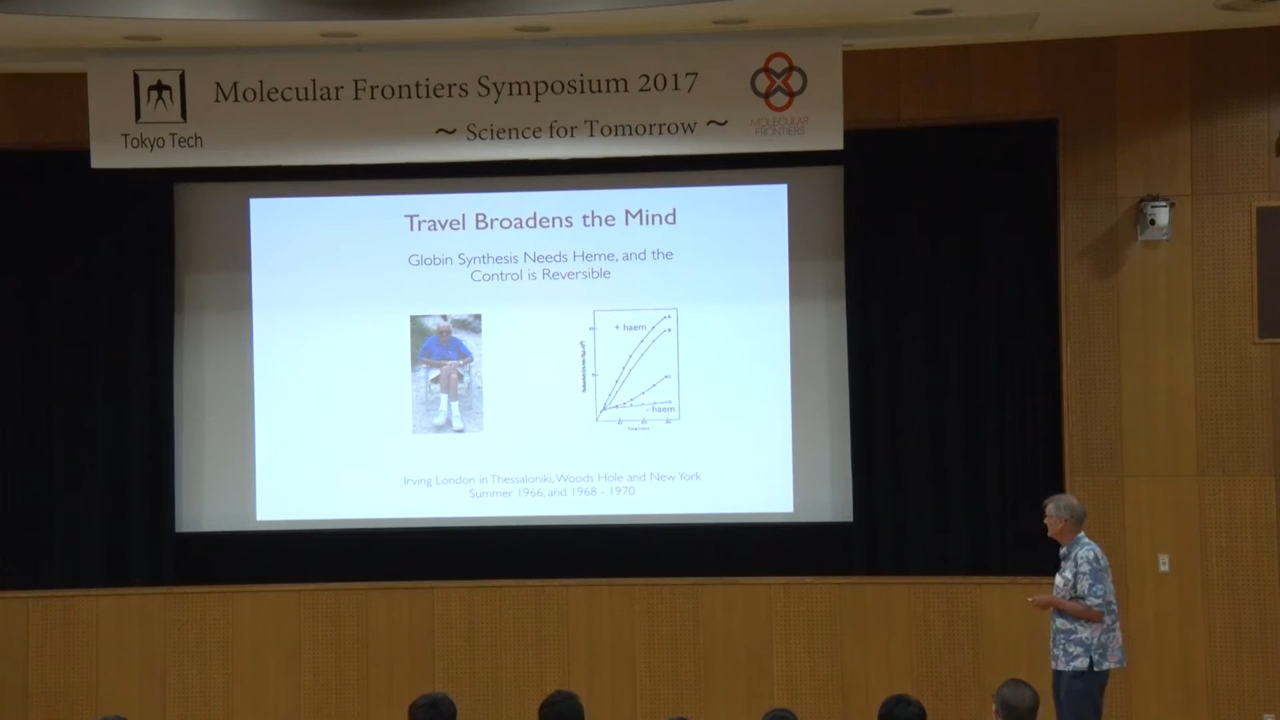 Tokyo Tech
Molecular Frontiers Symposium 2017
~ Science for Tomorrow ~
MOLECULAR
FRONTIERS
Travel Broadens the Mind
Globin Synthesis Needs Heme, and the
Control is Reversible
+ haem
- haem
Irving London in Thessaloniki, Woods Hole and New York
Summer 1966, and 1968 - 1970